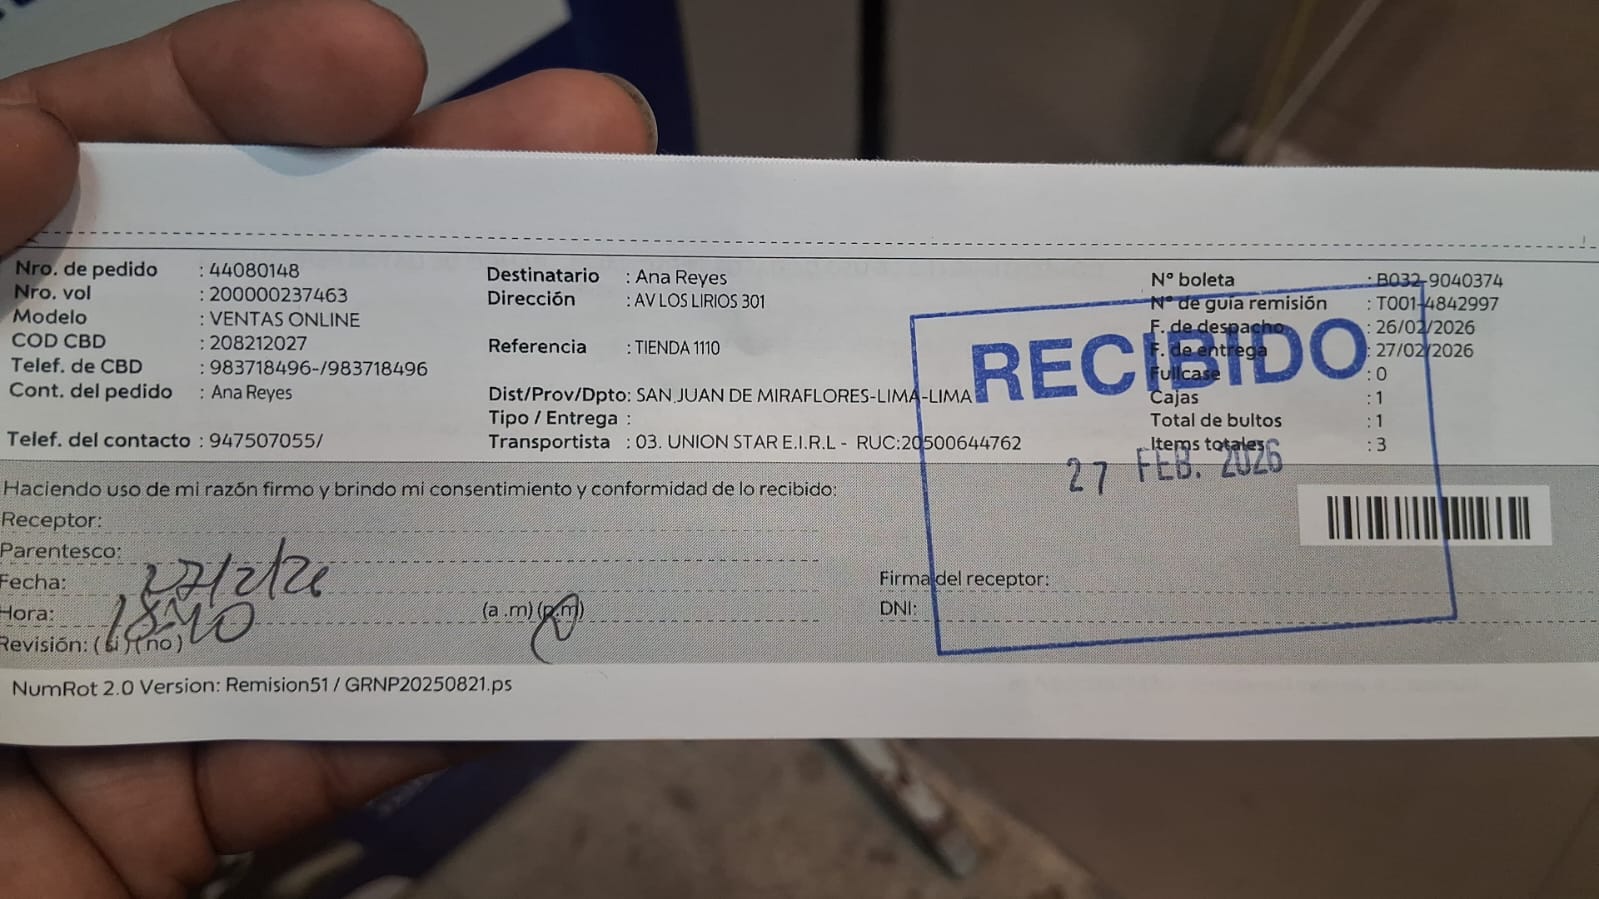 Nro. de pedido : 44080148
Nro. vol : 200000237463
Modelo : VENTAS ONLINE
COD CBD : 208212027
Telef. de CBD : 983718496-/983718496
Cont. del pedido : Ana Reyes
Telef. del contacto : 947507055/
Destinatario : Ana Reyes
Dirección : AV LOS LIRIOS 301
Referencia : TIENDA 1110
Dist/Prov/Dpto: SAN JUAN DE MIRAFLORES-LIMA-LIMA
Tipo / Entrega :
Transportista : 03. UNION STAR E.I.R.L - RUC:20500644762
N° boleta : B032-9040374
N° de guia remisión : T001-4842997
F. de despacho : 26/02/2026
F. de entrega : 27/02/2026
Fullcase : 0
Cajas : 1
Total de bultos : 1
Items totales : 3
RECIBIDO
27 FEB. 2026
Haciendo uso de mi razón firmo y brindo mi consentimiento y conformidad de lo recibido:
Receptor:
Parentesco:
Fecha: 27/2/26
Hora: (a .m) (p.m)
Revisión: ( si ) ( no )
Firma del receptor:
DNI:
NumRot 2.0 Version: Remision51 / GRNP20250821.ps